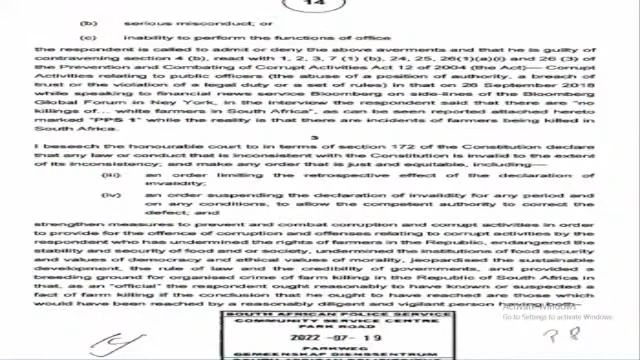 14
(b) serious misconduct; or
(c) inability to perform the functions of office
the respondent is called to admit or deny the above averments and that he is guilty of
contravening section 4 (b), read with 1, 2, 3, 7 (1) (b), 24, 25, 26(1)(a)(i) and 26 (3) of
the Prevention and Combating of Corrupt Activities Act 12 of 2004 (the Act)— Corrupt
Activities relating to public officers (the abuse of a position of authority, a breach of
trust or the violation of a legal duty or a set of rules) in that on 26 September 2018
while speaking to financial news service Bloomberg on side-lines of the Bloomberg
Global Forum in Ney York, in the interview the respondent said that there are "no
killings of... white farmers in South Africa", as can be seen reported attached hereto
marked "PPS 1" while the reality is that there are incidents of farmers being killed in
South Africa.
3
I beseech the honourable court to in terms of section 172 of the Constitution declare
that any law or conduct that is inconsistent with the Constitution is invalid to the extent
of its inconsistency; and make any order that is just and equitable, including—
(iii) an order limiting the retrospective effect of the declaration of
invalidity;
(iv) an order suspending the declaration of invalidity for any period and
on any conditions, to allow the competent authority to correct the
defect; and
strengthen measures to prevent and combat corruption and corrupt activities in order
to provide for the offence of corruption and offenses relating to corrupt activities by the
respondent who has undermined the rights of farmers in the Republic, endangered the
stability and security of food and or society, undermined the institutions of food security
and values of democracy and ethical values of morality, jeopardised the sustainable
development, the rule of law and the credibility of governments, and provided a
breeding ground for organised crime of farm killing in the Republic of South Africa in
that, as an "official" the respondent ought reasonably to have known or suspected a
fact of farm killing if the conclusion that he ought to have reached are those which
would have been reached by a reasonably diligent and vigilant person having both—
Activate Windows
Go to Settings to activate Windows.
SOUTH AFRICAN POLICE SERVICE
COMMUNITY SERVICE CENTRE
PARK ROAD
2022 -07- 19
PARKWEG
GEMEENSKAP DIENSSENTRUM